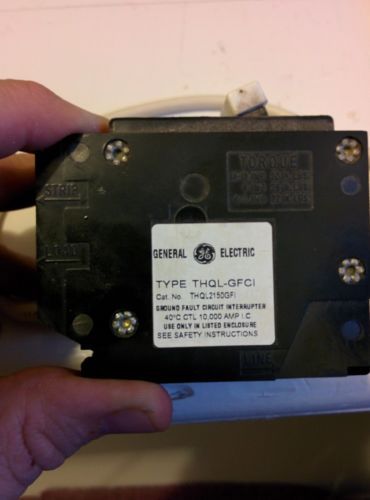 TORQUE
STRIP
GENERAL GE ELECTRIC
TYPE THQL-GFCI
Cat. No. THQL2150GFI
GROUND FAULT CIRCUIT INTERRUPTER
40°C CTL 10,000 AMP I.C.
USE ONLY IN LISTED ENCLOSURE
SEE SAFETY INSTRUCTIONS
LINE